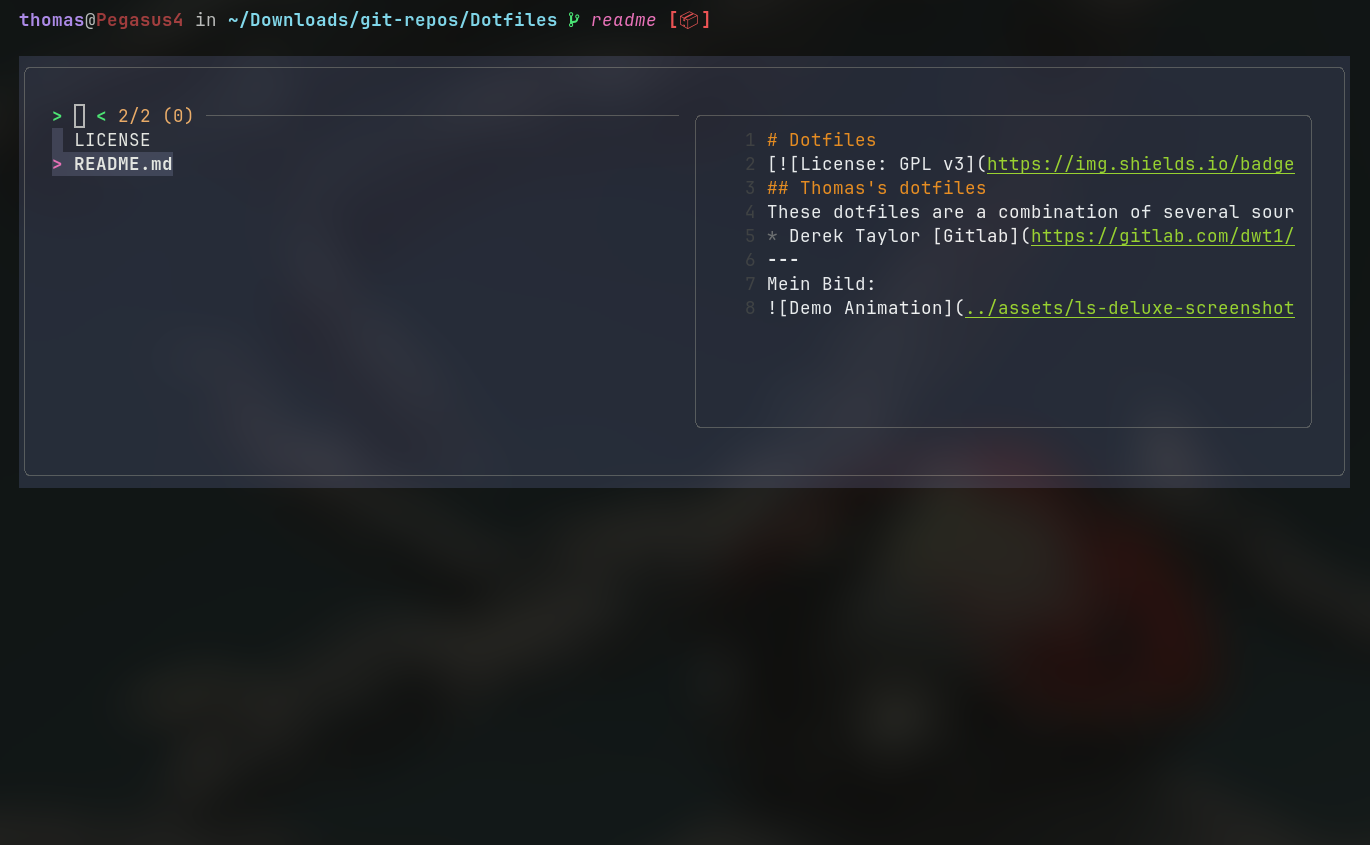 thomas@Pegasus4 in ~/Downloads/git-repos/Dotfiles readme [📦]
> < 2/2 (0)
LICENSE
> README.md
1 # Dotfiles
2 [![License: GPL v3](https://img.shields.io/badge
3 ## Thomas's dotfiles
4 These dotfiles are a combination of several sour
5 * Derek Taylor [Gitlab](https://gitlab.com/dwt1/
6 ---
7 Mein Bild:
8 ![Demo Animation](../assets/ls-deluxe-screenshot